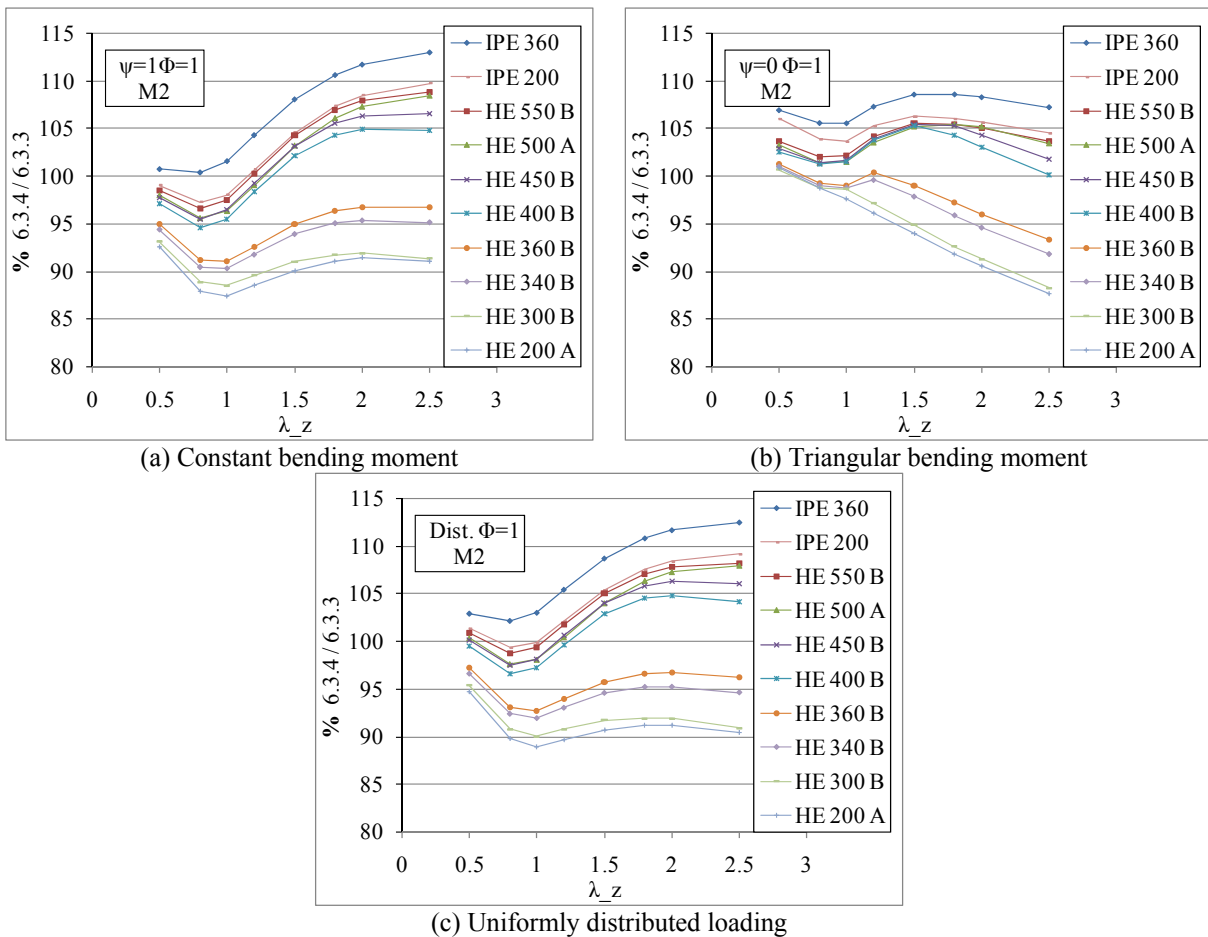 115
110
105
100
95
90
85
80
% 6.3.4 / 6.3.3
ψ=1Φ=1
M2
0
0.5
1
1.5
2
2.5
3
λ_z
IPE 360
IPE 200
HE 550 B
HE 500 A
HE 450 B
HE 400 B
HE 360 B
HE 340 B
HE 300 B
HE 200 A
(a) Constant bending moment
115
110
105
100
95
90
85
80
% 6.3.4 / 6.3.3
ψ=0 Φ=1
M2
0
0.5
1
1.5
2
2.5
3
λ_z
IPE 360
IPE 200
HE 550 B
HE 500 A
HE 450 B
HE 400 B
HE 360 B
HE 340 B
HE 300 B
HE 200 A
(b) Triangular bending moment
115
110
105
100
95
90
85
80
% 6.3.4 / 6.3.3
Dist. Φ=1
M2
0
0.5
1
1.5
2
2.5
3
λ_z
IPE 360
IPE 200
HE 550 B
HE 500 A
HE 450 B
HE 400 B
HE 360 B
HE 340 B
HE 300 B
HE 200 A
(c) Uniformly distributed loading